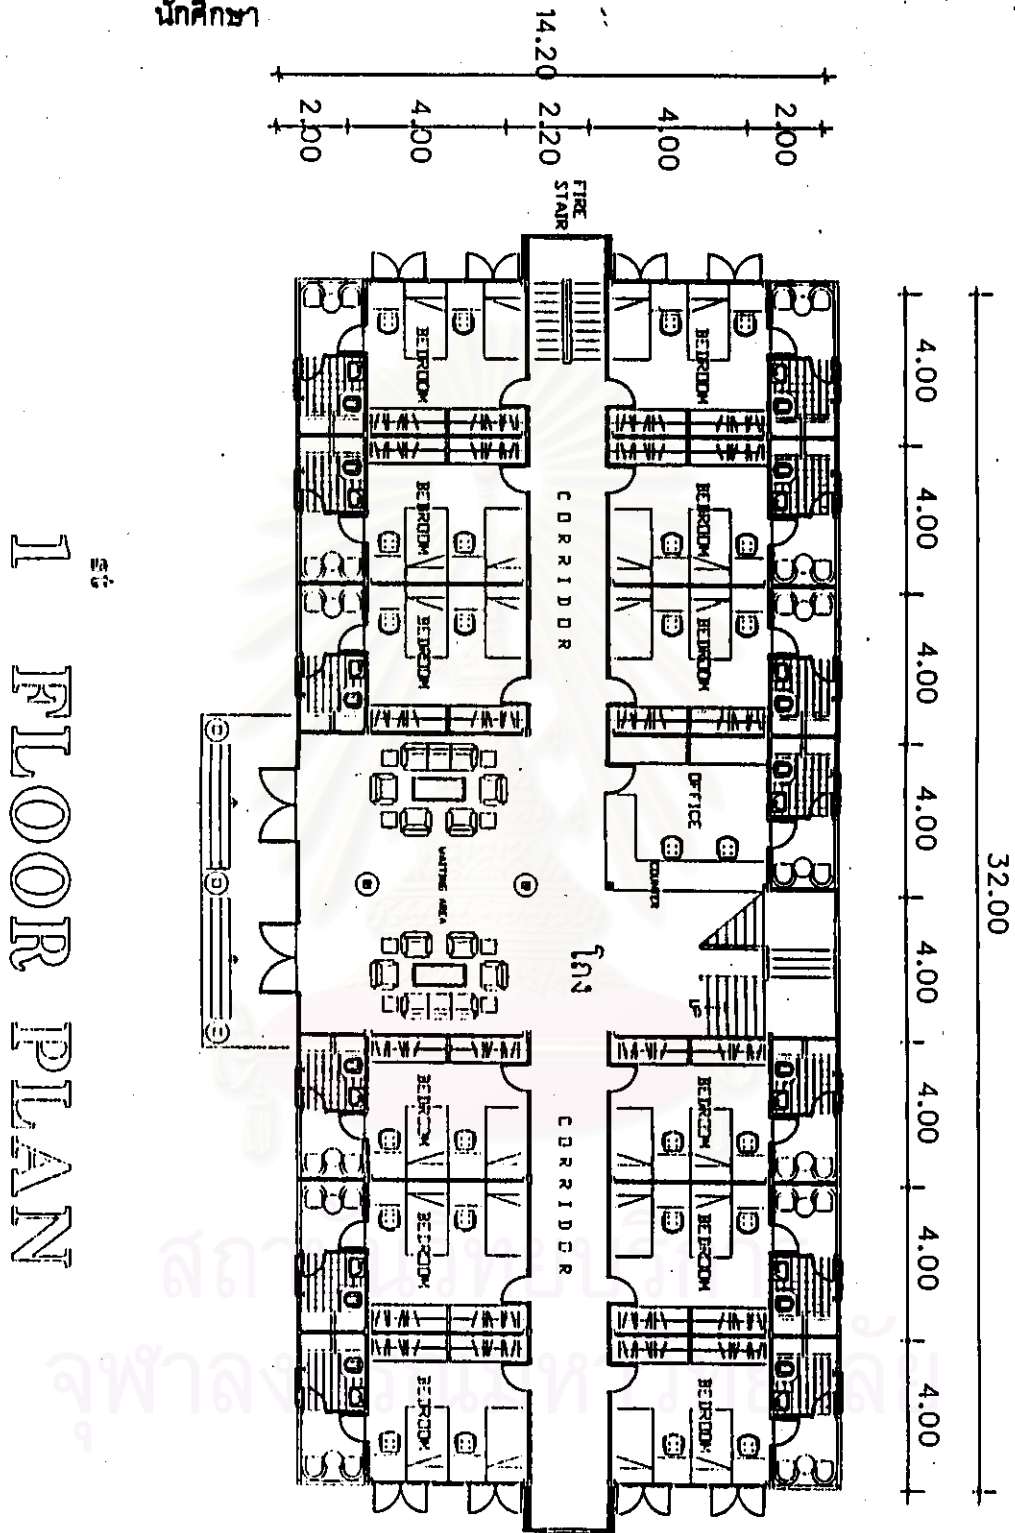 นักศึกษา
14.20
2.00 4.00 2.20 4.00 2.00
FIRE
STAIR
BEDROOM
BEDROOM
BEDROOM
BEDROOM
CORRIDOR
BEDROOM
BEDROOM
OFFICE
COUNTER
WAITING AREA
โถง
UP
BEDROOM
BEDROOM
CORRIDOR
BEDROOM
BEDROOM
BEDROOM
BEDROOM
4.00 4.00 4.00 4.00 4.00 4.00 4.00 4.00
32.00
1 FLOOR PLAN